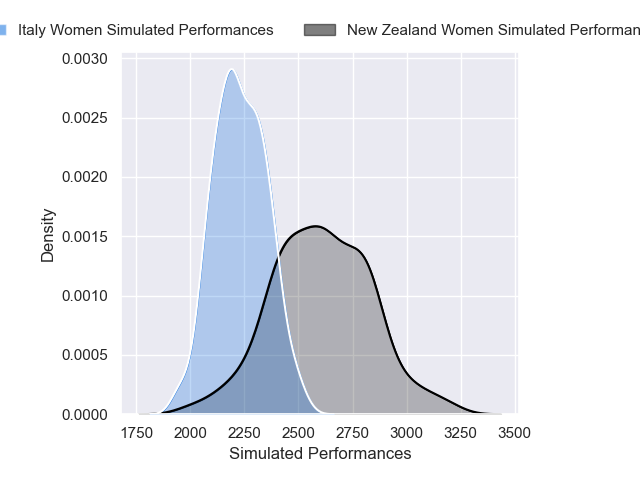 Italy Women Simulated Performances New Zealand Women Simulated Performan
0.0030
0.0025
0.0020
0.0015
0.0010
0.0005
0.0000
Density
1750 2000 2250 2500 2750 3000 3250 3500
Simulated Performances